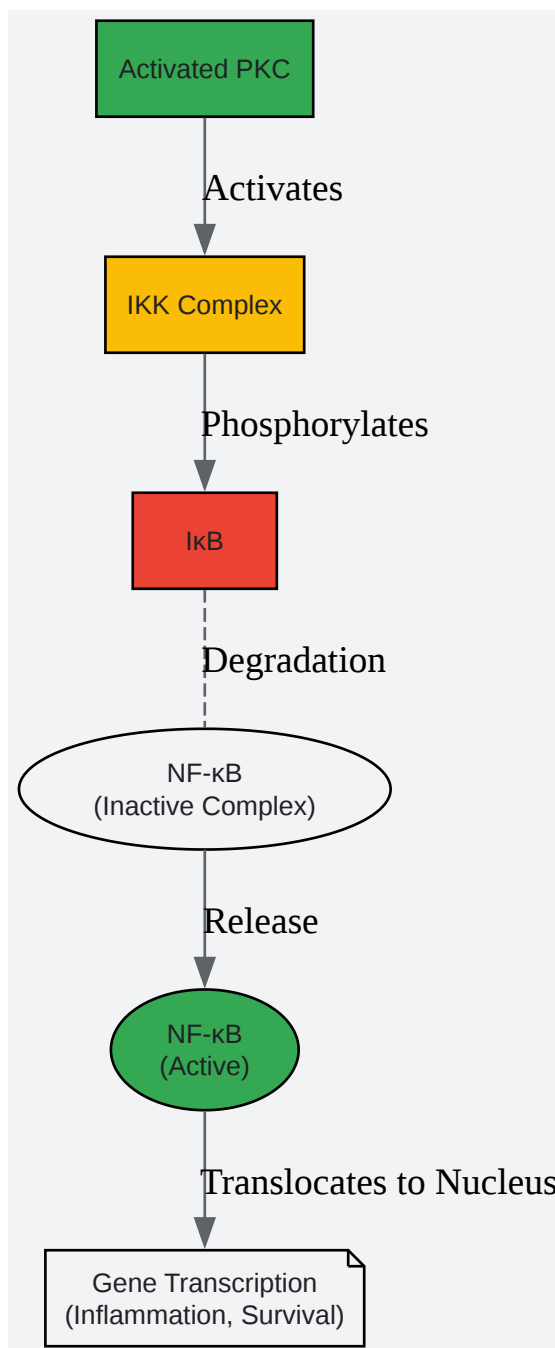 Activated PKC
Activates
IKK Complex
Phosphorylates
IκB
Degradation
NF-κB
(Inactive Complex)
Release
NF-κB
(Active)
Translocates to Nucleus
Gene Transcription
(Inflammation, Survival)